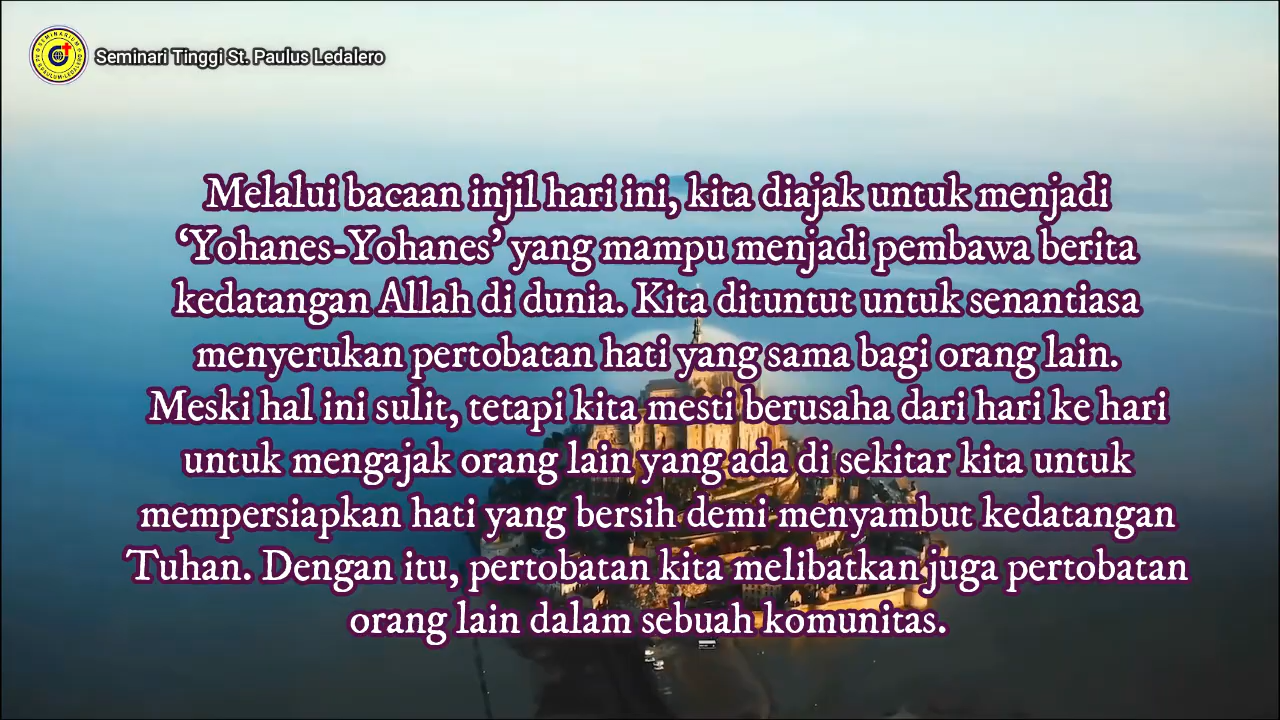 Seminari Tinggi St. Paulus Ledalero
Melalui bacaan injil hari ini, kita diajak untuk menjadi
‘Yohanes-Yohanes’ yang mampu menjadi pembawa berita
kedatangan Allah di dunia. Kita dituntut untuk senantiasa
menyerukan pertobatan hati yang sama bagi orang lain.
Meski hal ini sulit, tetapi kita mesti berusaha dari hari ke hari
untuk mengajak orang lain yang ada di sekitar kita untuk
mempersiapkan hati yang bersih demi menyambut kedatangan
Tuhan. Dengan itu, pertobatan kita melibatkan juga pertobatan
orang lain dalam sebuah komunitas.